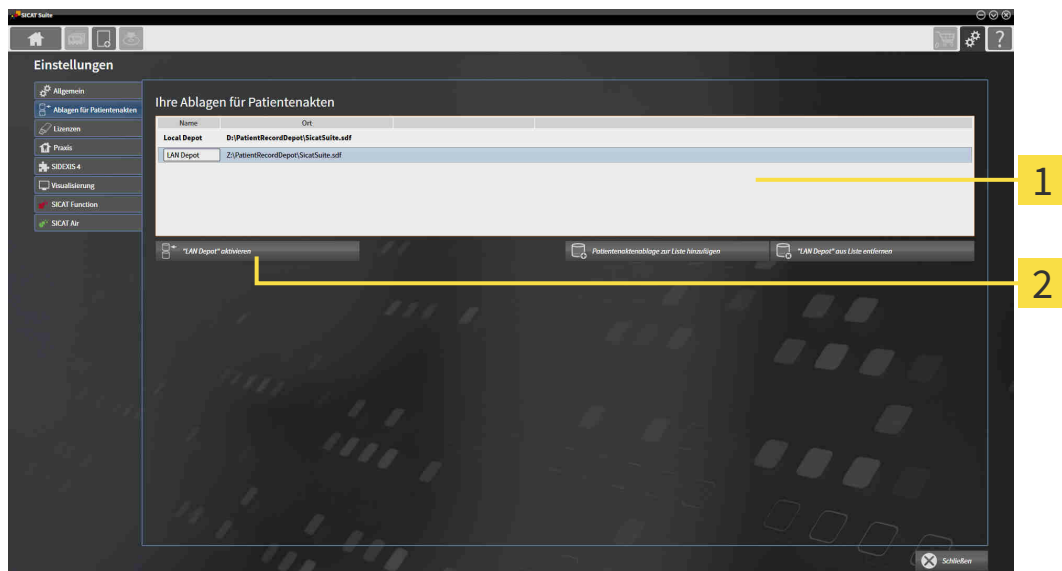 SICAT Suite
?
Einstellungen
Allgemein
Ablagen für Patientenakten
Lizenzen
Praxis
SIDEXIS 4
Visualisierung
SICAT Function
SICAT Air
Ihre Ablagen für Patientenakten
Name Ort
Local Depot D:\PatientRecordDepot\SicatSuite.sdf
LAN Depot Z:\PatientRecordDepot\SicatSuite.sdf
"LAN Depot" aktivieren
Patientenaktenablage zur Liste hinzufügen
"LAN Depot" aus Liste entfernen
1
2
Schließen